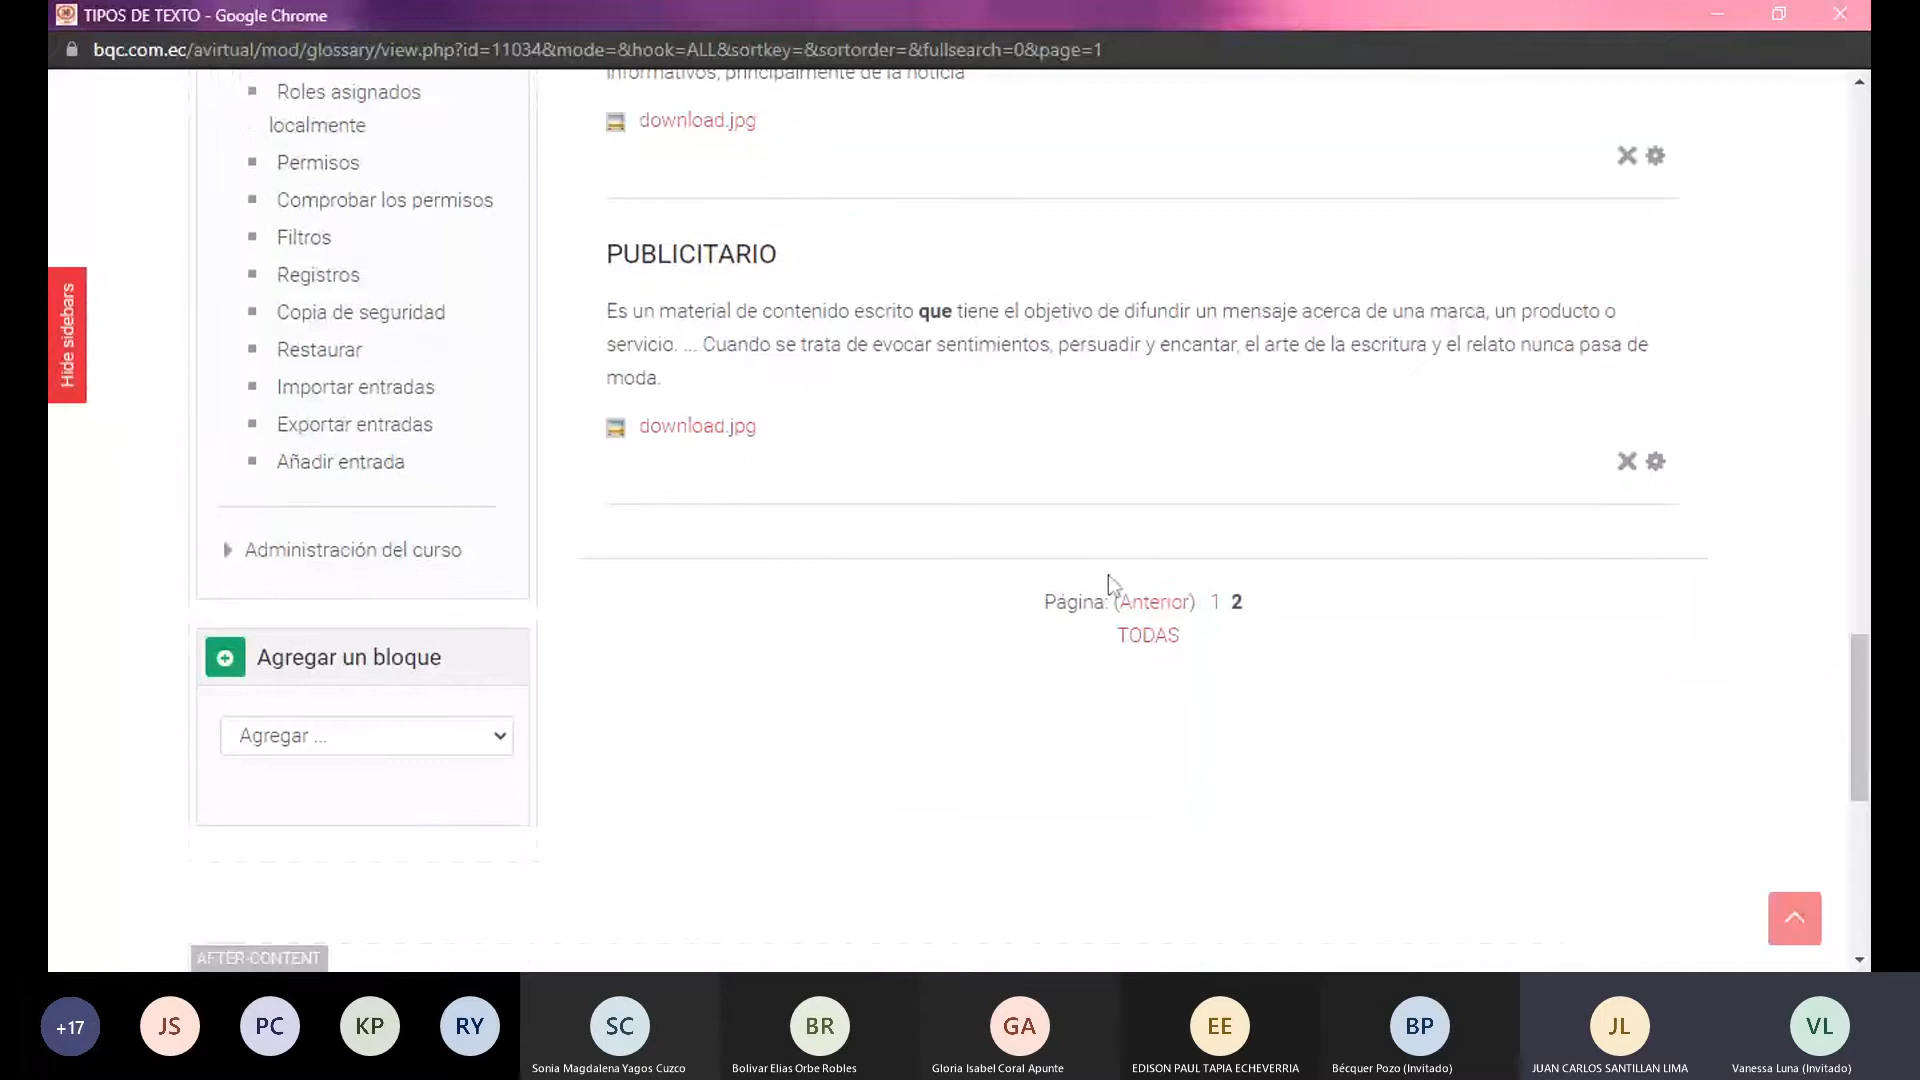 TIPOS DE TEXTO - Google Chrome
bqc.com.ec/avirtual/mod/glossary/view.php?id=11034&mode=&hook=ALL&sortkey=&sortorder=&fullsearch=0&page=1
Hide sidebars
Roles asignados
localmente
Permisos
Comprobar los permisos
Filtros
Registros
Copia de seguridad
Restaurar
Importar entradas
Exportar entradas
Añadir entrada
Administración del curso
Agregar un bloque
Agregar ...
informativos, principalmente de la noticia
download.jpg
PUBLICITARIO
Es un material de contenido escrito que tiene el objetivo de difundir un mensaje acerca de una marca, un producto o
servicio. ... Cuando se trata de evocar sentimientos, persuadir y encantar, el arte de la escritura y el relato nunca pasa de
moda.
download.jpg
Página: (Anterior) 1 2
TODAS
AFTER-CONTENT
+17
JS
PC
KP
RY
SC
BR
GA
EE
BP
JL
VL
Sonia Magdalena Yagos Cuzco
Bolivar Elias Orbe Robles
Gloria Isabel Coral Apunte
EDISON PAUL TAPIA ECHEVERRIA
Bécquer Pozo (Invitado)
JUAN CARLOS SANTILLAN LIMA
Vanessa Luna (Invitado)